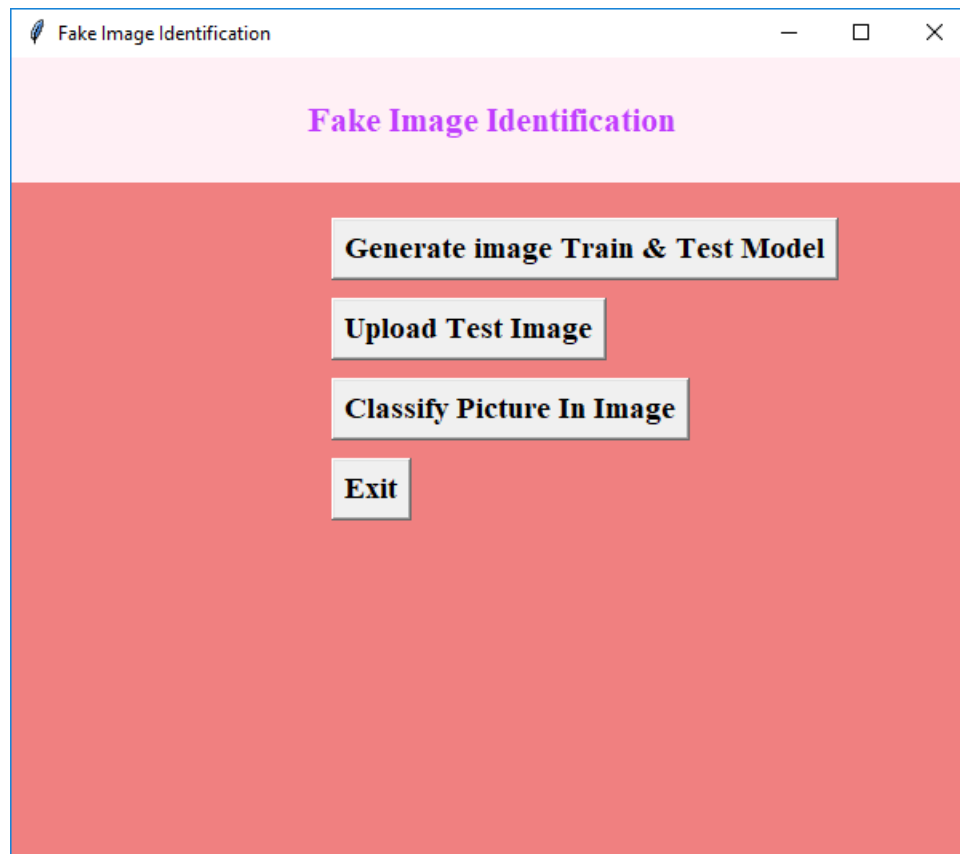 Fake Image Identification
Fake Image Identification
Generate image Train & Test Model
Upload Test Image
Classify Picture In Image
Exit